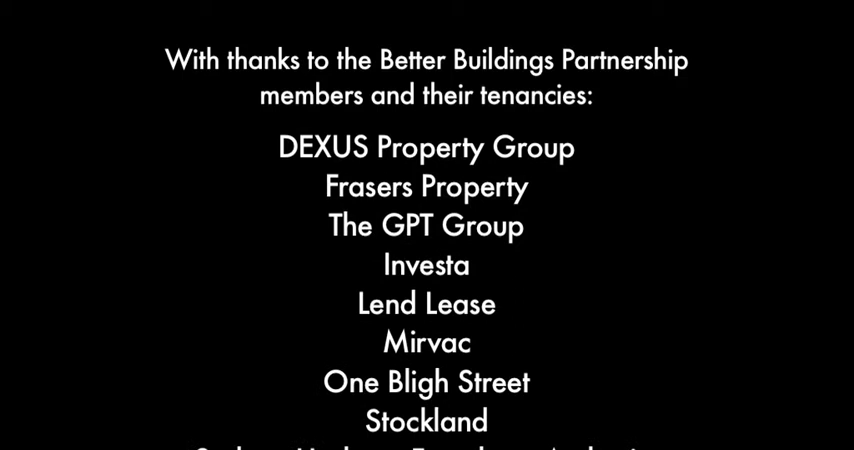 With thanks to the Better Buildings Partnership
members and their tenancies:
DEXUS Property Group
Frasers Property
The GPT Group
Investa
Lend Lease
Mirvac
One Bligh Street
Stockland